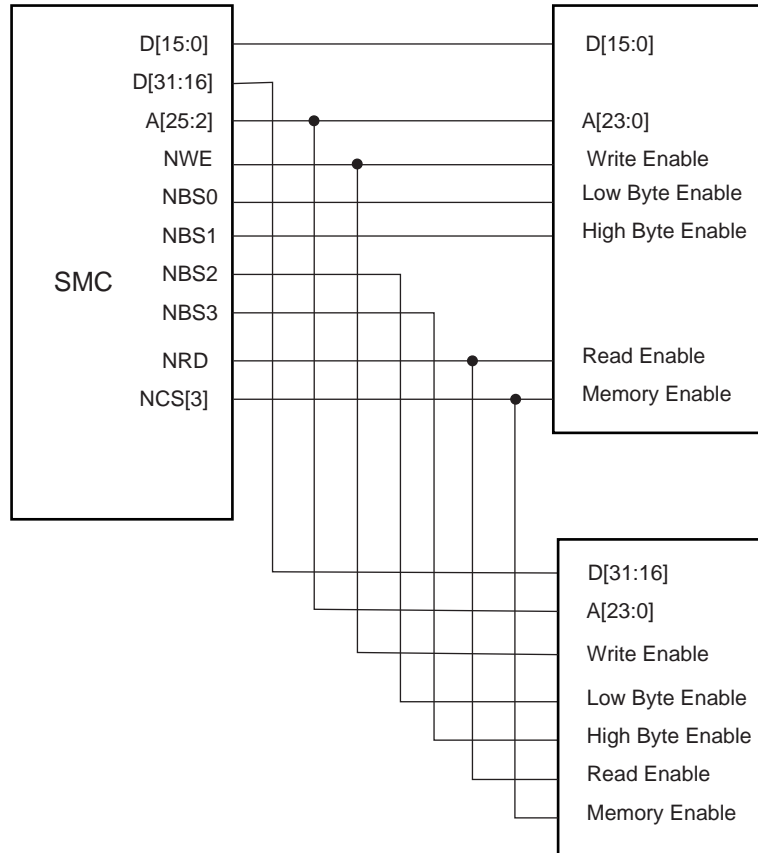 D[15:0]
D[31:16]
A[25:2]
NWE
NBS0
NBS1
NBS2
NBS3
NRD
NCS[3]
SMC
D[15:0]
A[23:0]
Write Enable
Low Byte Enable
High Byte Enable
Read Enable
Memory Enable
D[31:16]
A[23:0]
Write Enable
Low Byte Enable
High Byte Enable
Read Enable
Memory Enable